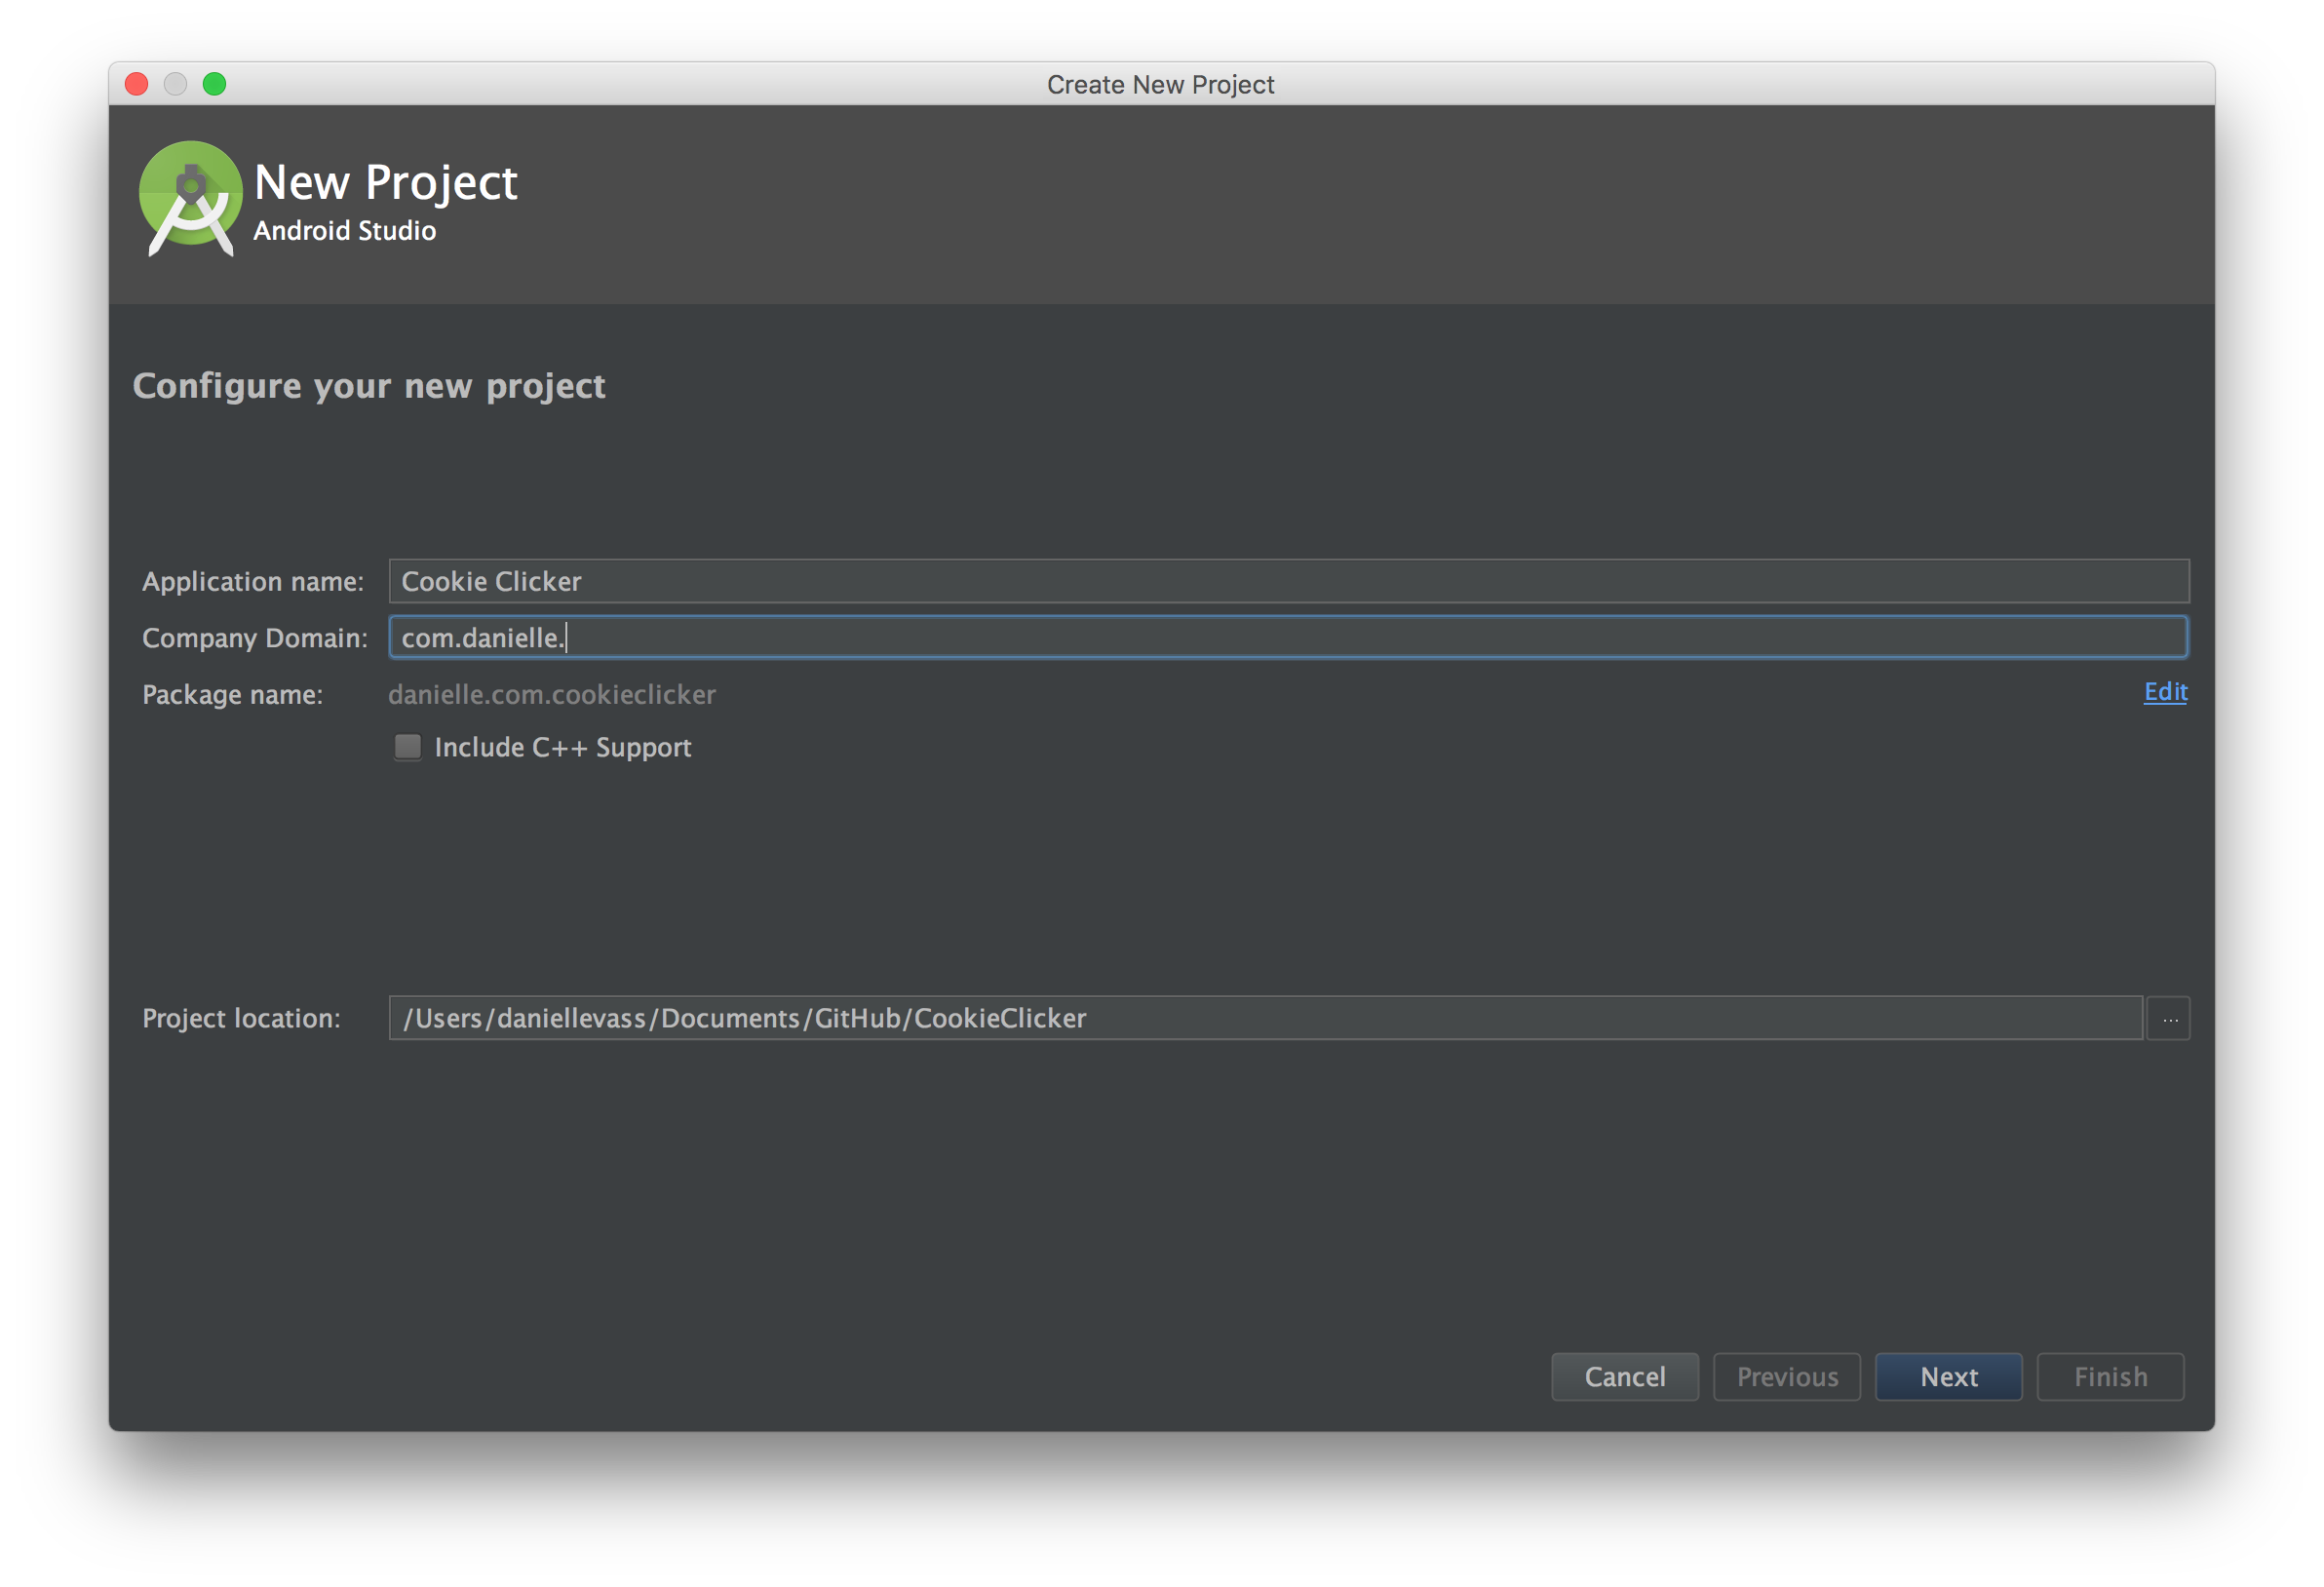 Create New Project
New Project
Android Studio
Configure your new project
Application name: Cookie Clicker
Company Domain: com.danielle.
Package name: danielle.com.cookieclicker Edit
Include C++ Support
Project location: /Users/daniellevass/Documents/GitHub/CookieClicker ...
Cancel Previous Next Finish